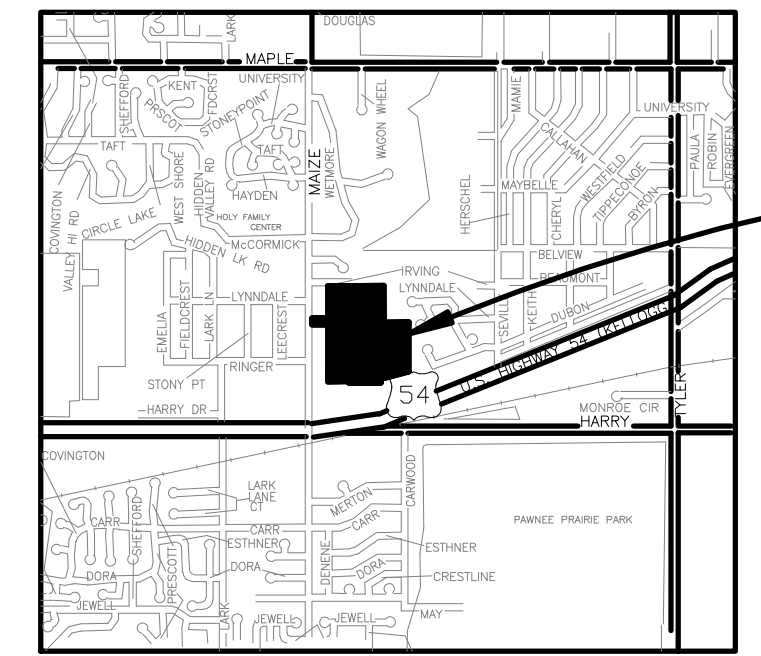 DOUGLAS
LARK
MAPLE
KENT
UNIVERSITY
SHEFFORD
FDCRST
PRSCOT
STONEYPOINT
WAGON WHEEL
MAMIE
UNIVERSITY
TAFT
TAFT
MAIZE
WETMORE
CALLAHAN
PAULA
ROBIN
EVERGREEN
WEST SHORE
HIDDEN
VALLEY RD
HAYDEN
HERSCHEL
MAYBELLE
WESTFIELD
TIPPECONOE
BYRON
CHERYL
COVINGTON
VALLEY HI RD
CIRCLE LAKE
HOLY FAMILY
CENTER
HIDDEN LK RD
McCORMICK
BELVIEW
IRVING
BEAUMONT
LYNNDALE
LYNNDALE
EMELIA
FIELDCREST
LARK LN
LEECREST
SEVILLE
KEITH
DUBON
U.S. HIGHWAY 54 (KELLOGG)
RINGER
STONY PT
54
TYLER
HARRY DR
MONROE CIR
HARRY
COVINGTON
LARK
LANE
CT
MERTON
CARWOOD
CARR
SHEFFORD
CARR
CARR
PAWNEE PRAIRIE PARK
ESTHNER
ESTHNER
DORA
PRESCOTT
DORA
DENENE
DORA
CRESTLINE
JEWELL
LARK
JEWELL
JEWELL
MAY